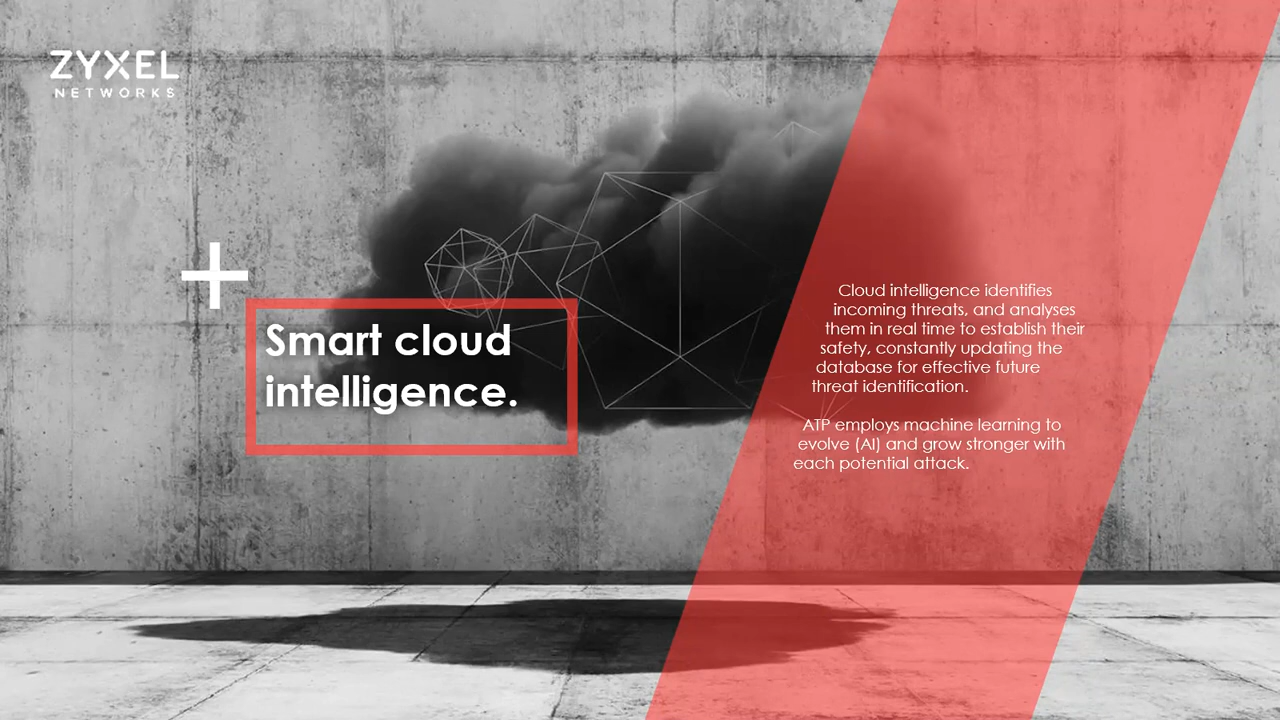 ZYXEL
NETWORKS
+
Smart cloud
intelligence.
Cloud intelligence identifies
incoming threats, and analyses
them in real time to establish their
safety, constantly updating the
database for effective future
threat identification.
ATP employs machine learning to
evolve (AI) and grow stronger with
each potential attack.